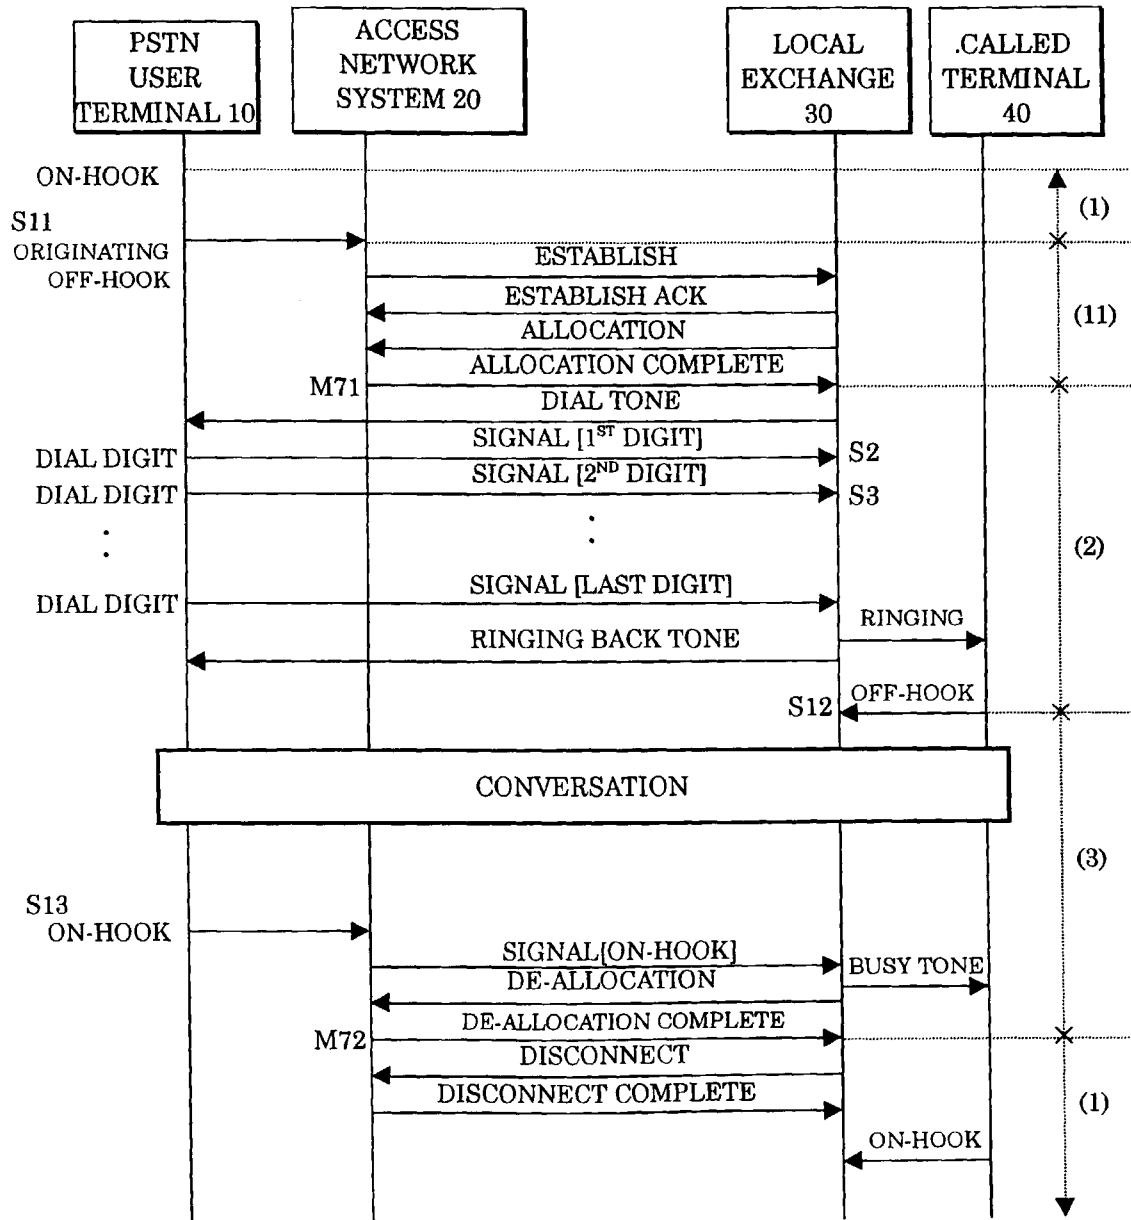 PSTN
USER
TERMINAL 10
ACCESS
NETWORK
SYSTEM 20
LOCAL
EXCHANGE
30
.CALLED
TERMINAL
40
ON-HOOK
(1)
S11
ORIGINATING
OFF-HOOK
ESTABLISH
ESTABLISH ACK
(11)
ALLOCATION
ALLOCATION COMPLETE
M71
DIAL TONE
SIGNAL [1ST DIGIT]
DIAL DIGIT
S2
SIGNAL [2ND DIGIT]
DIAL DIGIT
S3
(2)
SIGNAL [LAST DIGIT]
DIAL DIGIT
RINGING
RINGING BACK TONE
OFF-HOOK
S12
CONVERSATION
(3)
S13
ON-HOOK
SIGNAL[ON-HOOK]
BUSY TONE
DE-ALLOCATION
DE-ALLOCATION COMPLETE
M72
DISCONNECT
DISCONNECT COMPLETE
(1)
ON-HOOK